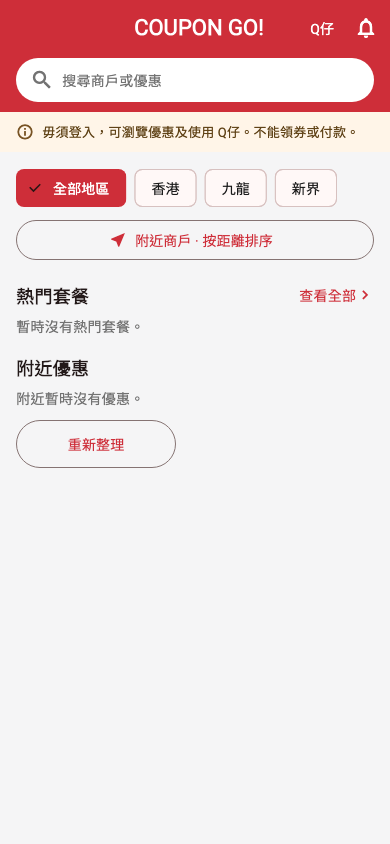 COUPON GO!
Q仔
搜尋商戶或優惠
毋須登入，可瀏覽優惠及使用 Q仔。不能領券或付款。
全部地區
香港
九龍
新界
附近商戶 · 按距離排序
熱門套餐
查看全部
暫時沒有熱門套餐。
附近優惠
附近暫時沒有優惠。
重新整理